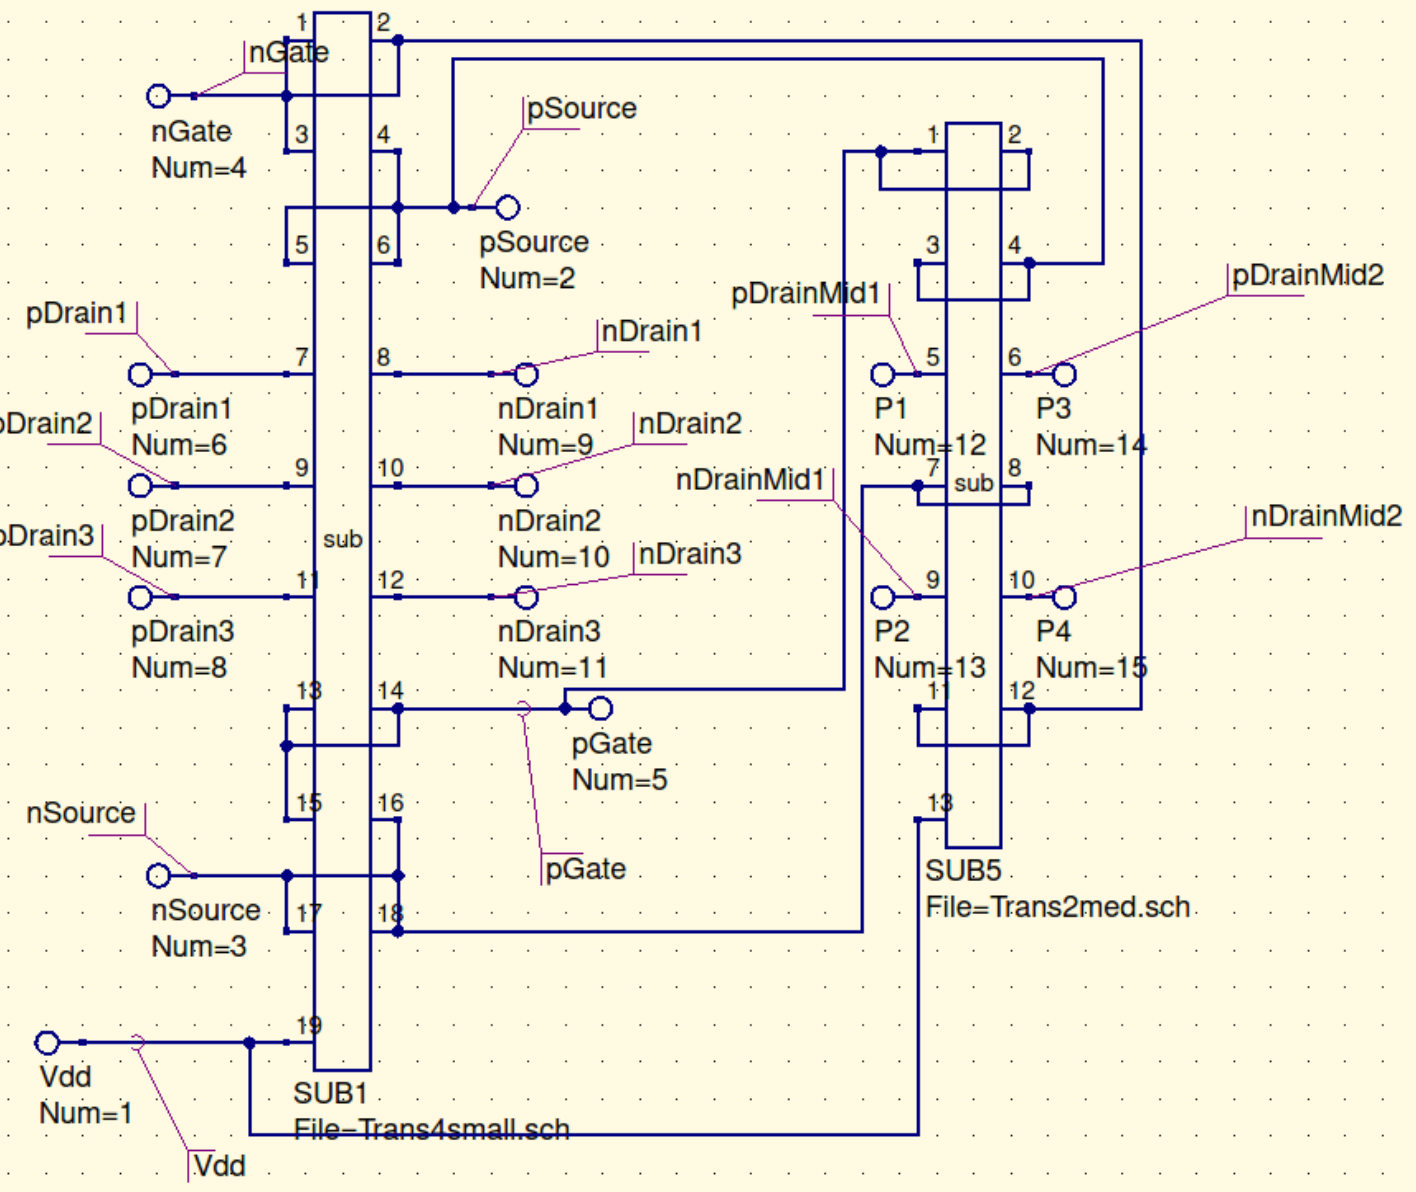 1
2
nGate
nGate
Num=4
3
4
pSource
5
6
pSource
Num=2
1
2
3
4
pDrainMid1
pDrainMid2
pDrain1
7
8
nDrain1
5
6
pDrain1
Num=6
nDrain1
Num=9
P1
Num=12
P3
Num=14
pDrain2
9
10
nDrain2
nDrainMid1
7
sub
8
pDrain2
Num=7
nDrain2
Num=10
nDrainMid2
pDrain3
sub
11
12
nDrain3
9
10
pDrain3
Num=8
nDrain3
Num=11
P2
Num=13
P4
Num=15
13
14
11
12
pGate
Num=5
nSource
15
16
13
pGate
SUB5
File=Trans2med.sch
nSource
Num=3
17
18
19
Vdd
Num=1
SUB1
File=Trans4small.sch
Vdd